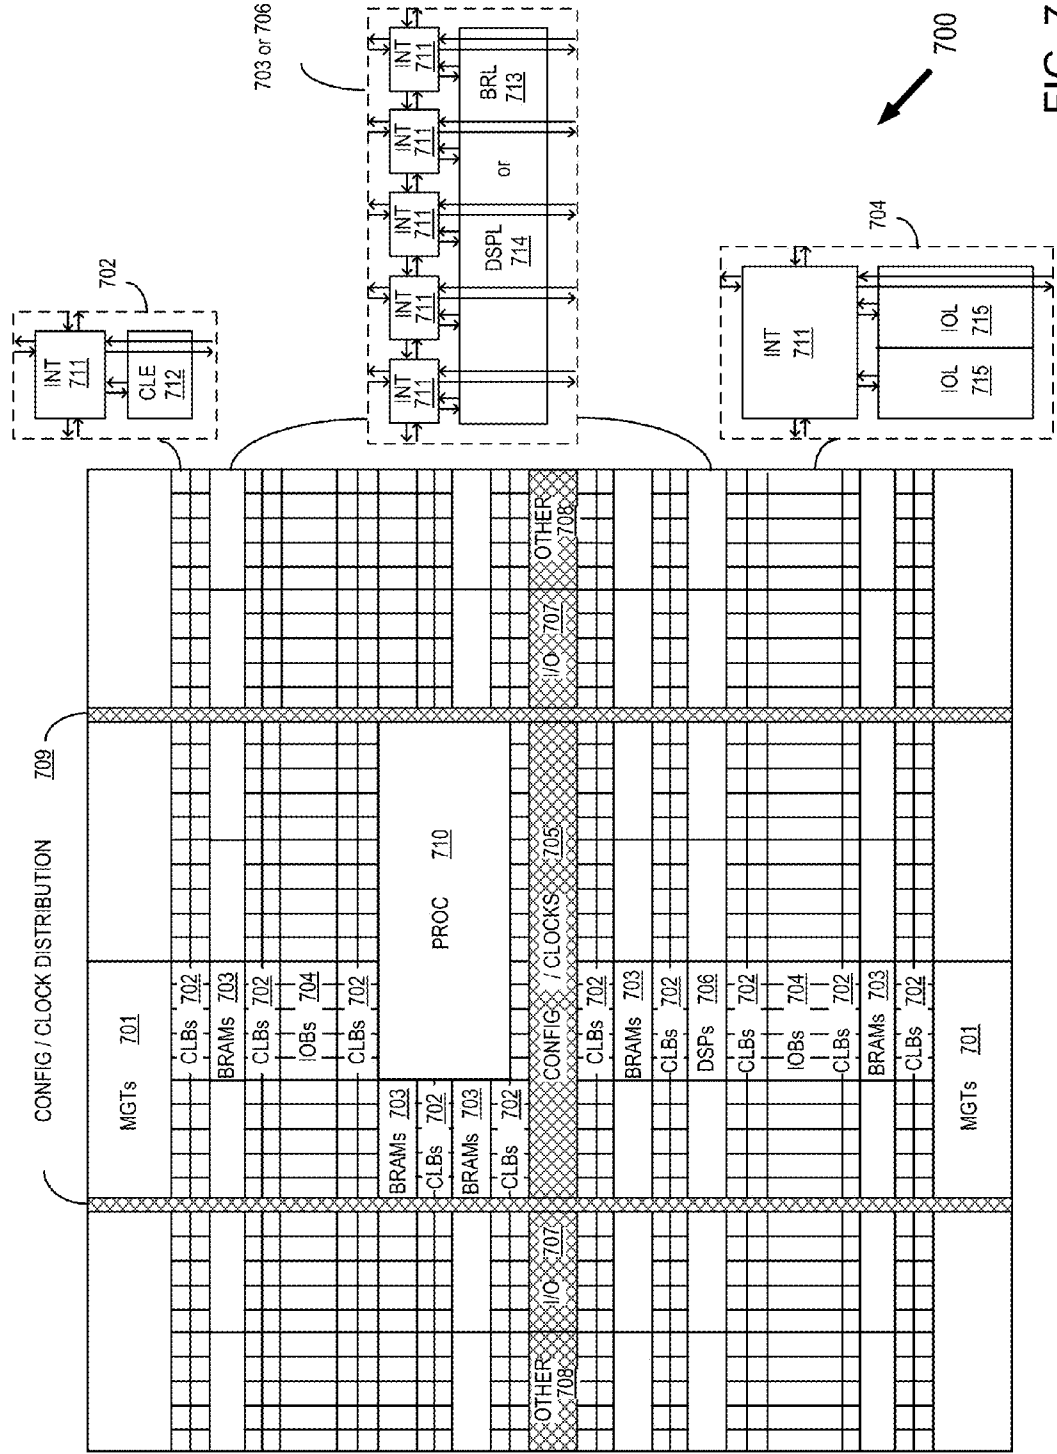 CONFIG / CLOCK DISTRIBUTION 709
MGTs 701
CLBs 702
BRAMs 703
CLBs 702
IOBs 704
CLBs 702
BRAMs 703
CLBs 702
BRAMs 703
CLBs 702
PROC 710
OTHER 708
I/O 707
CONFIG / CLOCKS 705
I/O 707
OTHER 708
CLBs 702
BRAMs 703
CLBs 702
DSPs 706
CLBs 702
IOBs 704
CLBs 702
BRAMs 703
CLBs 702
MGTs 701
702
INT
711
CLE
712
703 or 706
INT
711
INT
711
INT
711
INT
711
INT
711
DSPL
714
or
BRL
713
704
INT
711
IOL
715
IOL
715
700
FIG. 7